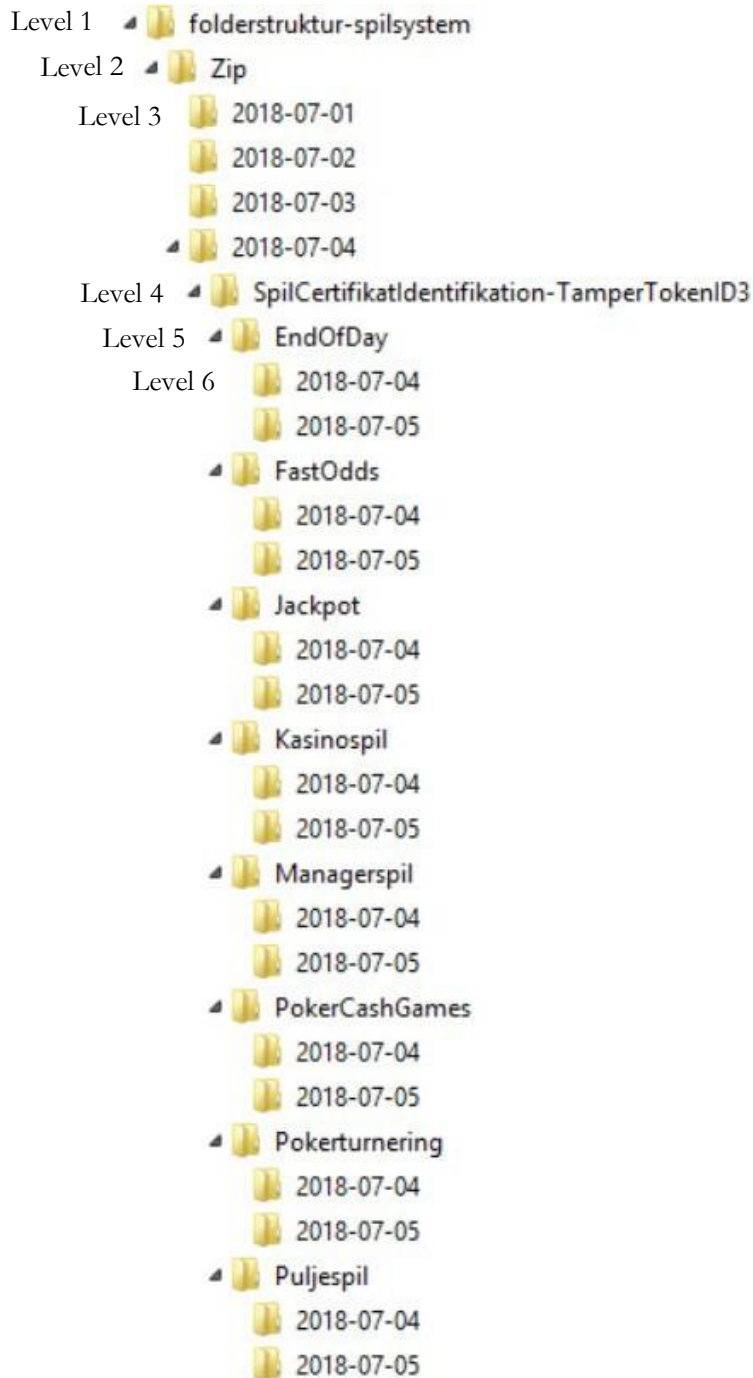 Level 1 folderstruktur-spilsystem
Level 2 Zip
Level 3 2018-07-01
2018-07-02
2018-07-03
2018-07-04
Level 4 SpilCertifikatIdentifikation-TamperTokenID3
Level 5 EndOfDay
Level 6 2018-07-04
2018-07-05
FastOdds
2018-07-04
2018-07-05
Jackpot
2018-07-04
2018-07-05
Kasinospil
2018-07-04
2018-07-05
Managerspil
2018-07-04
2018-07-05
PokerCashGames
2018-07-04
2018-07-05
Pokerturnering
2018-07-04
2018-07-05
Puljespil
2018-07-04
2018-07-05